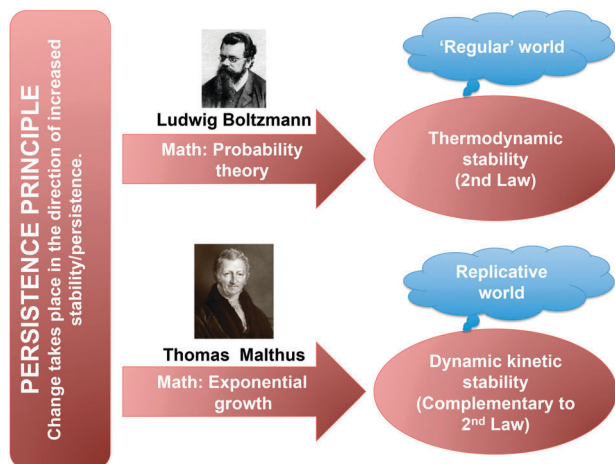 PERSISTENCE PRINCIPLE
Change takes place in the direction of increased
stability/persistence.
Ludwig Boltzmann
Math: Probability
theory
‘Regular’ world
Thermodynamic
stability
(2nd Law)
Thomas Malthus
Math: Exponential
growth
Replicative
world
Dynamic kinetic
stability
(Complementary to
2nd Law)